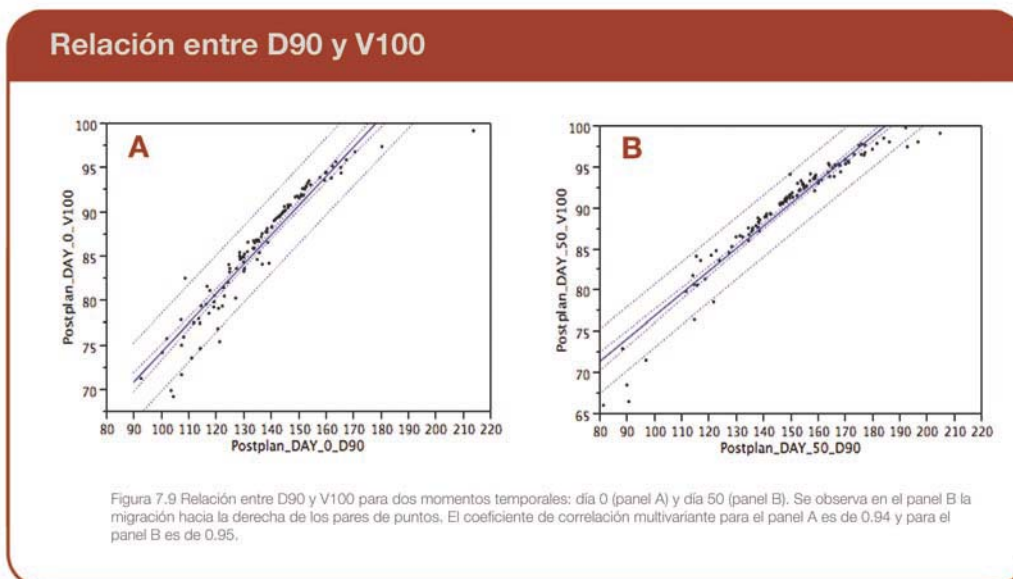 Relación entre D90 y V100
A
100
95
90
85
80
75
70
Postplan_DAY_0_V100
80 90 100 110 120 130 140 150 160 170 180 190 200 210 220
Postplan_DAY_0_D90
B
100
95
90
85
80
75
70
65
Postplan_DAY_50_V100
80 90 100 110 120 130 140 150 160 170 180 190 200 210 220
Postplan_DAY_50_D90
Figura 7.9 Relación entre D90 y V100 para dos momentos temporales: día 0 (panel A) y día 50 (panel B). Se observa en el panel B la
migración hacia la derecha de los pares de puntos. El coeficiente de correlación multivariante para el panel A es de 0.94 y para el
panel B es de 0.95.